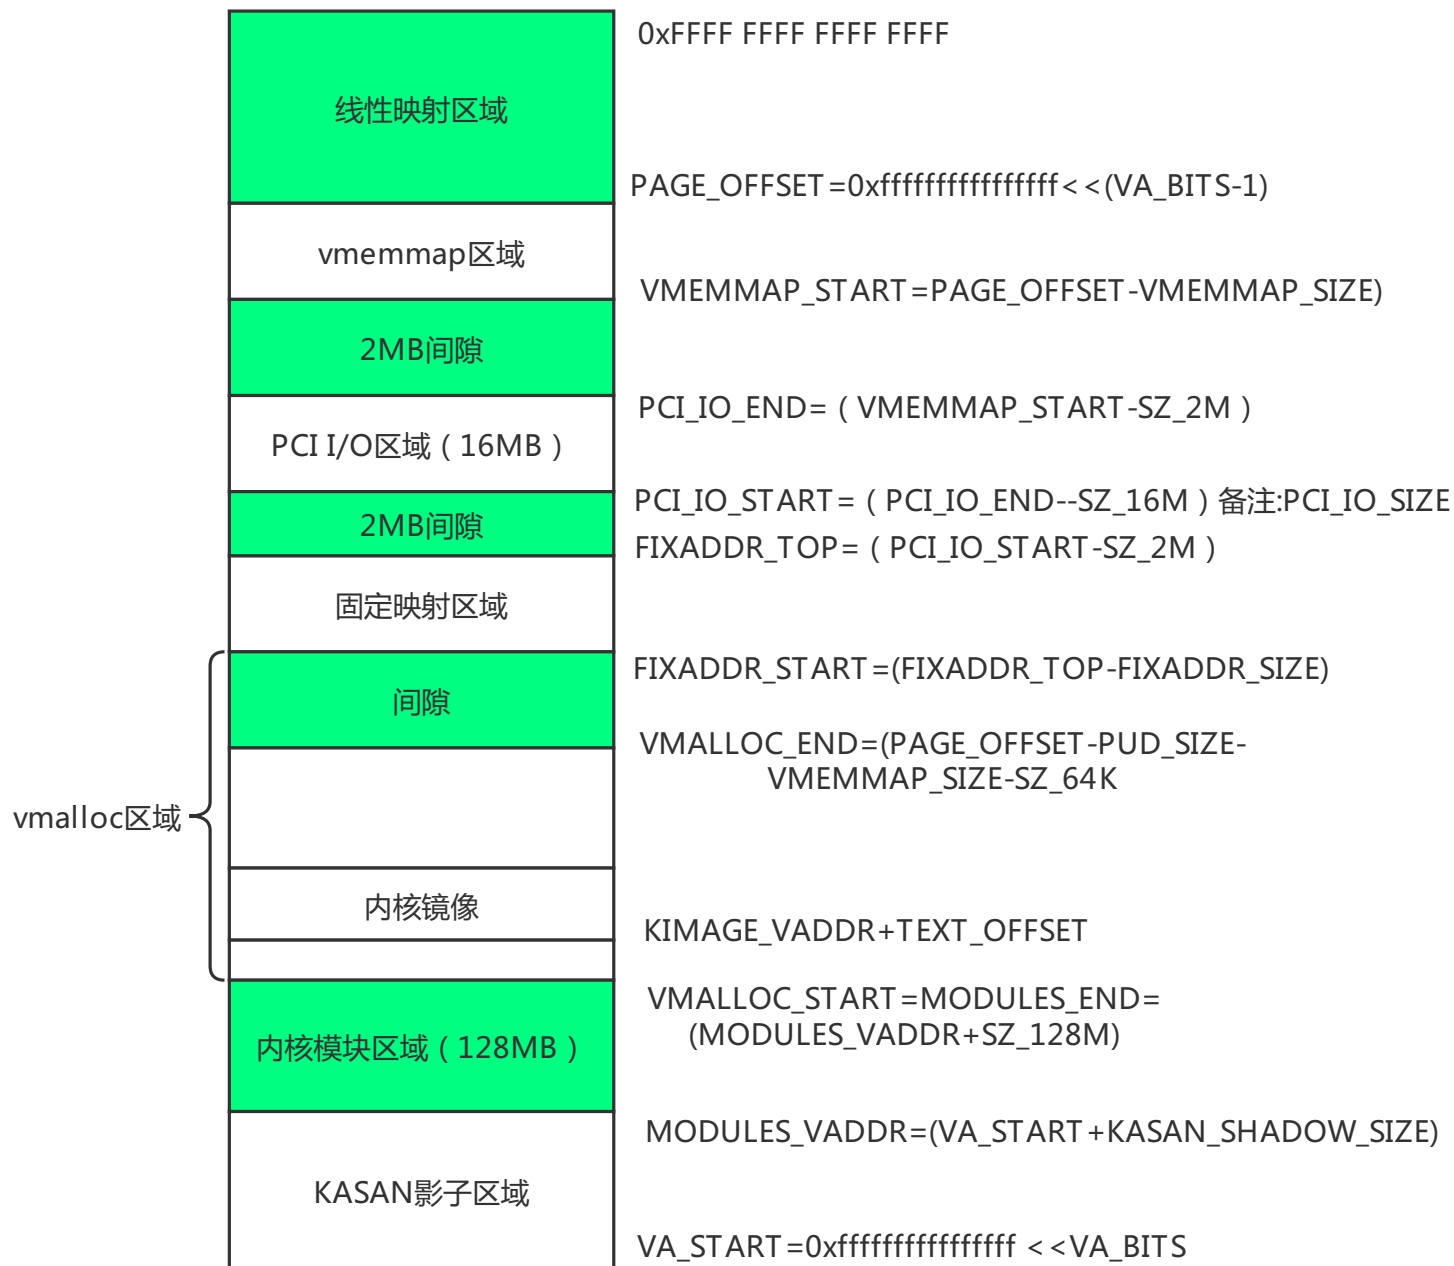 0xFFFF FFFF FFFF FFFF
线性映射区域
PAGE_OFFSET=0xffffffffffffffff<<(VA_BITS-1)
vmemmap区域
VMEMMAP_START=PAGE_OFFSET-VMEMMAP_SIZE)
2MB间隙
PCI_IO_END=（VMEMMAP_START-SZ_2M）
PCI I/O区域（16MB）
PCI_IO_START=（PCI_IO_END--SZ_16M）备注:PCI_IO_SIZE
2MB间隙
FIXADDR_TOP=（PCI_IO_START-SZ_2M）
固定映射区域
FIXADDR_START=(FIXADDR_TOP-FIXADDR_SIZE)
间隙
VMALLOC_END=(PAGE_OFFSET-PUD_SIZE-
VMEMMAP_SIZE-SZ_64K
vmalloc区域
内核镜像
KIMAGE_VADDR+TEXT_OFFSET
VMALLOC_START=MODULES_END=
(MODULES_VADDR+SZ_128M)
内核模块区域（128MB）
MODULES_VADDR=(VA_START+KASAN_SHADOW_SIZE)
KASAN影子区域
VA_START=0xffffffffffffffff <<VA_BITS